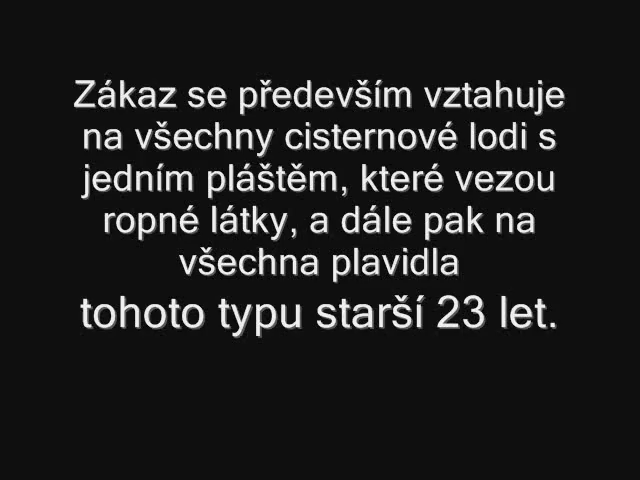 Zákaz se především vztahuje
na všechny cisternové lodi s
jedním pláštěm, které vezou
ropné látky, a dále pak na
všechna plavidla
tohoto typu starší 23 let.